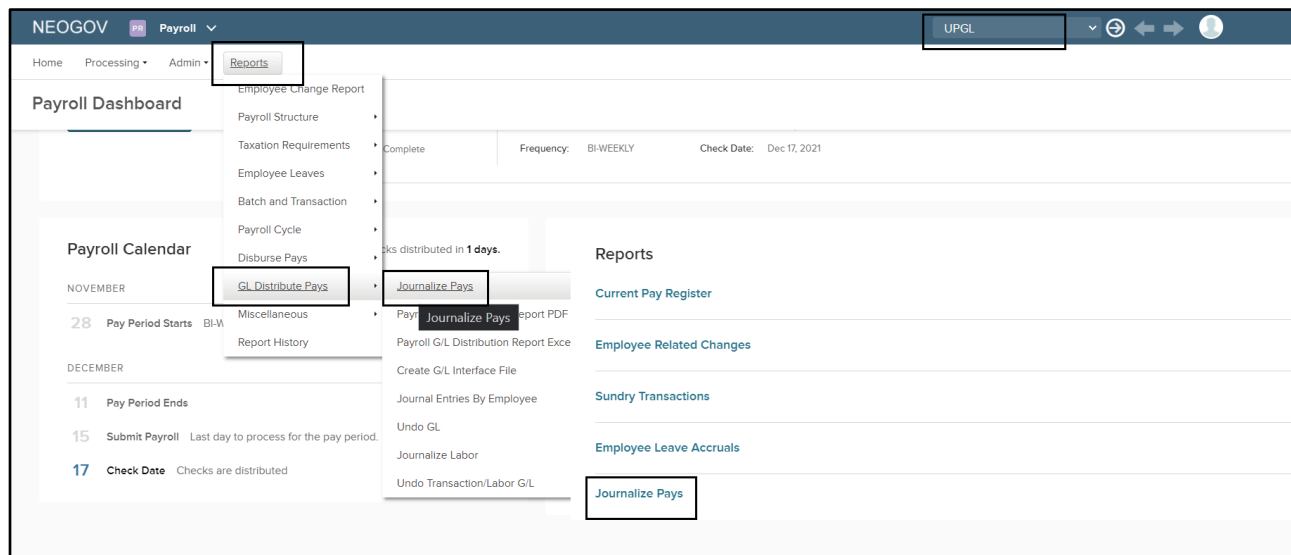 NEOGOV PR Payroll UPGL
Home Processing Admin Reports
Payroll Dashboard
Employee Change Report
Payroll Structure
Taxation Requirements
Employee Leaves
Batch and Transaction
Payroll Cycle
Disburse Pays
GL Distribute Pays
Miscellaneous
Report History
Complete Frequency: BI-WEEKLY Check Date: Dec 17, 2021
Payroll Calendar distributed in 1 days.
NOVEMBER
28 Pay Period Starts
DECEMBER
11 Pay Period Ends
15 Submit Payroll Last day to process for the pay period.
17 Check Date Checks are distributed
Journalize Pays
Journalize Pays
Report PDF
Payroll G/L Distribution Report
Create G/L Interface File
Journal Entries By Employee
Undo GL
Journalize Labor
Undo Transaction/Labor G/L
Reports
Current Pay Register
Employee Related Changes
Sundry Transactions
Employee Leave Accruals
Journalize Pays